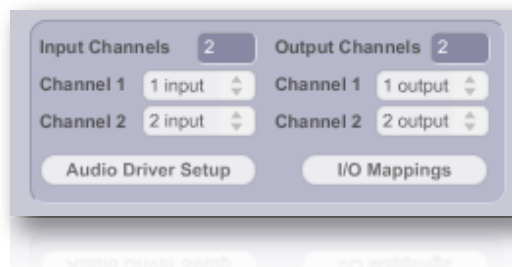 Input Channels 2 Output Channels 2
Channel 1 1 input Channel 1 1 output
Channel 2 2 input Channel 2 2 output
Audio Driver Setup I/O Mappings